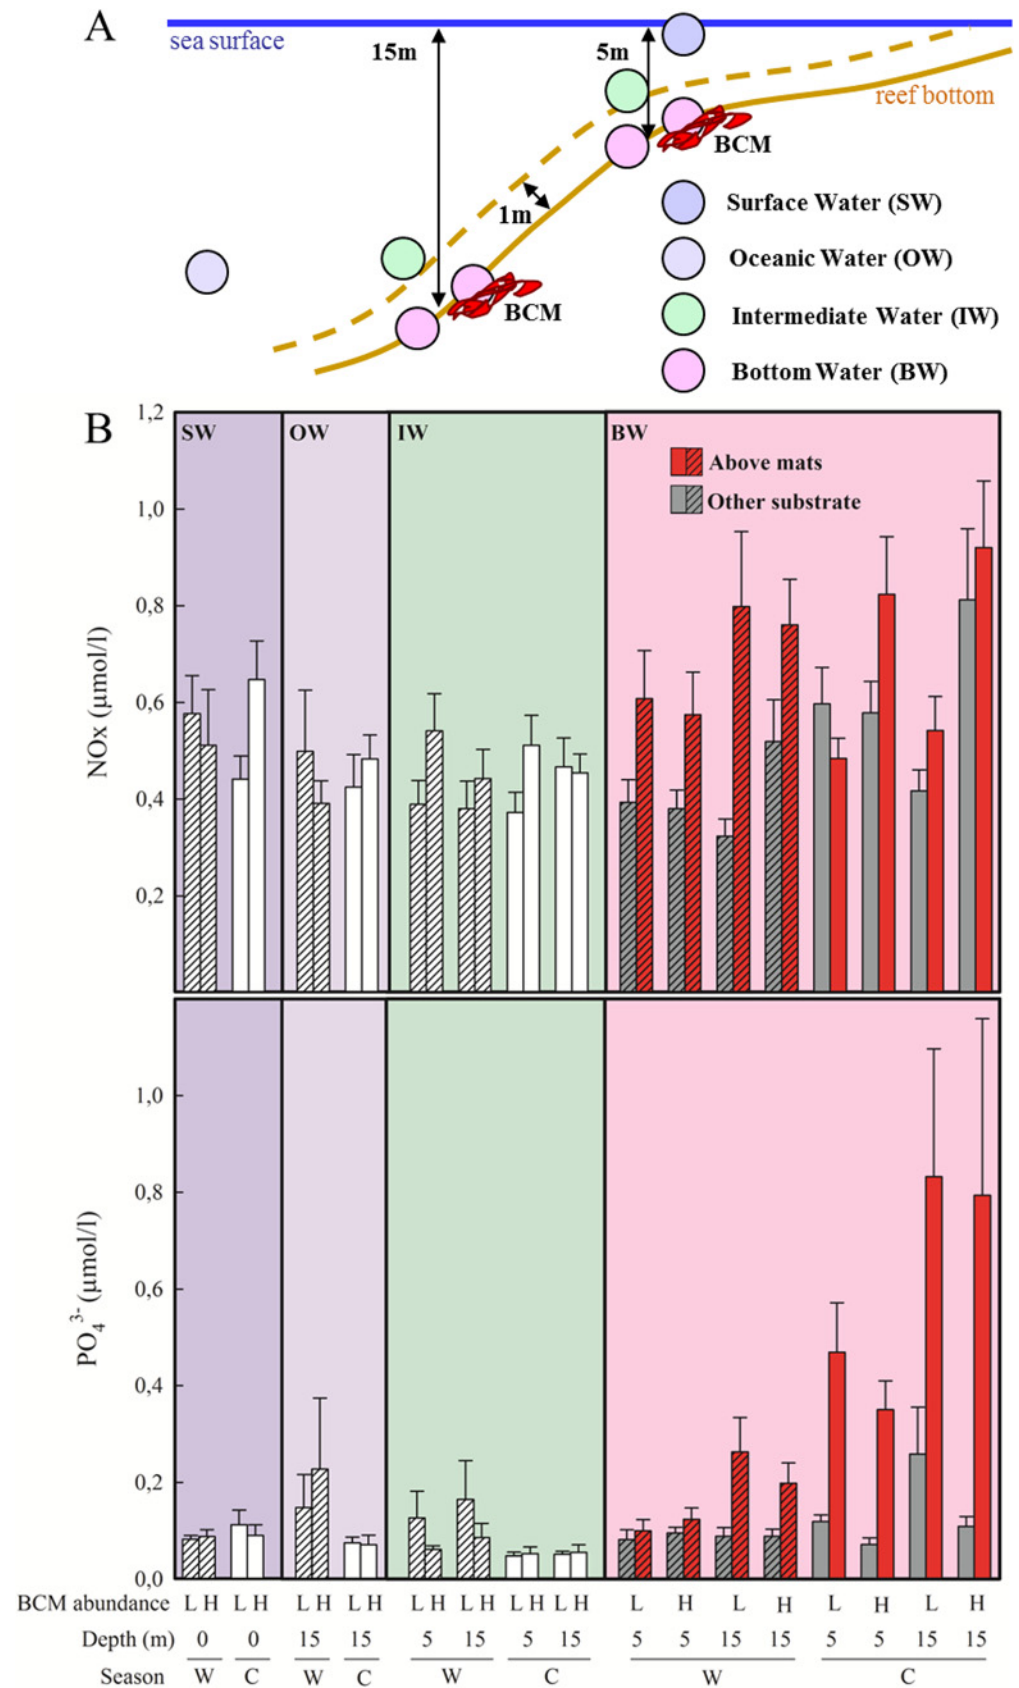 A
sea surface
15m
5m
reef bottom
BCM
1m
BCM
Surface Water (SW)
Oceanic Water (OW)
Intermediate Water (IW)
Bottom Water (BW)
B
SW OW IW BW
Above mats
Other substrate
NOx (µmol/l)
1,2
1,0
0,8
0,6
0,4
0,2
PO₄³⁻ (µmol/l)
1,0
0,8
0,6
0,4
0,2
0,0
BCM abundance L H L H L H L H L H L H L H L H L H L H L H L H
Depth (m) 0 0 15 15 5 15 5 15 5 5 15 15 5 5 15 15
Season W C W C W C W C